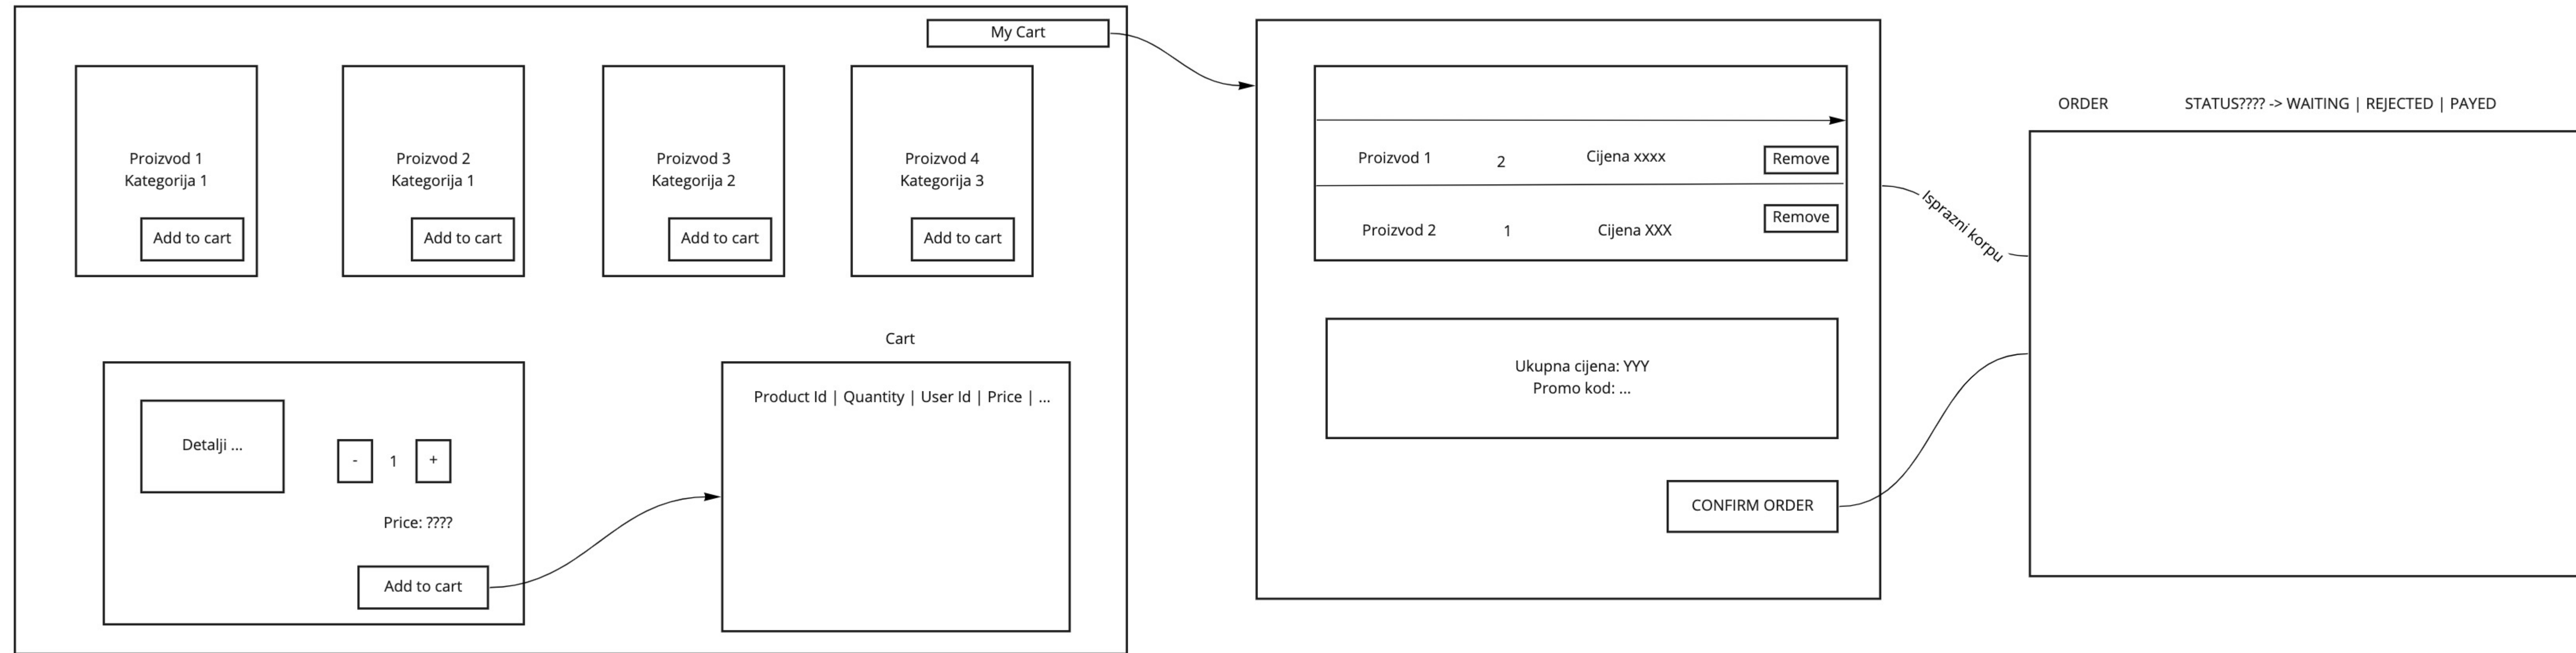 My Cart
Proizvod 1
Kategorija 1
Add to cart
Proizvod 2
Kategorija 1
Add to cart
Proizvod 3
Kategorija 2
Add to cart
Proizvod 4
Kategorija 3
Add to cart
Detalji ...
- 1 +
Price: ????
Add to cart
Cart
Product Id | Quantity | User Id | Price | ...
Proizvod 1 2 Cijena xxxx Remove
Proizvod 2 1 Cijena XXX Remove
Ukupna cijena: YYY
Promo kod: ...
CONFIRM ORDER
Isprazni korpu
ORDER STATUS???? -> WAITING | REJECTED | PAYED